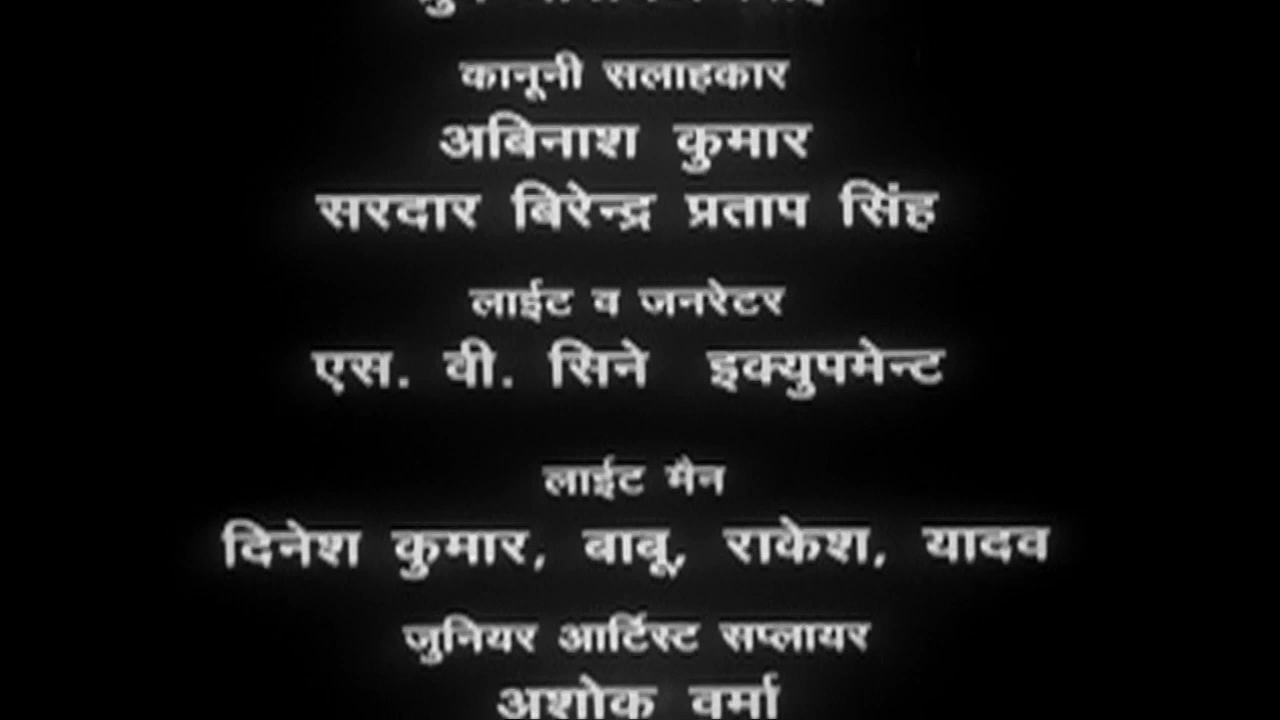 कानूनी सलाहकार
अबिनाश कुमार
सरदार बिरेन्द्र प्रताप सिंह
लाईट व जनरेटर
एस. वी. सिने इक्युपमेन्ट
लाईट मैन
दिनेश कुमार, बाबू, राकेश, यादव
जुनियर आर्टिस्ट सप्लायर
अशोक वर्मा